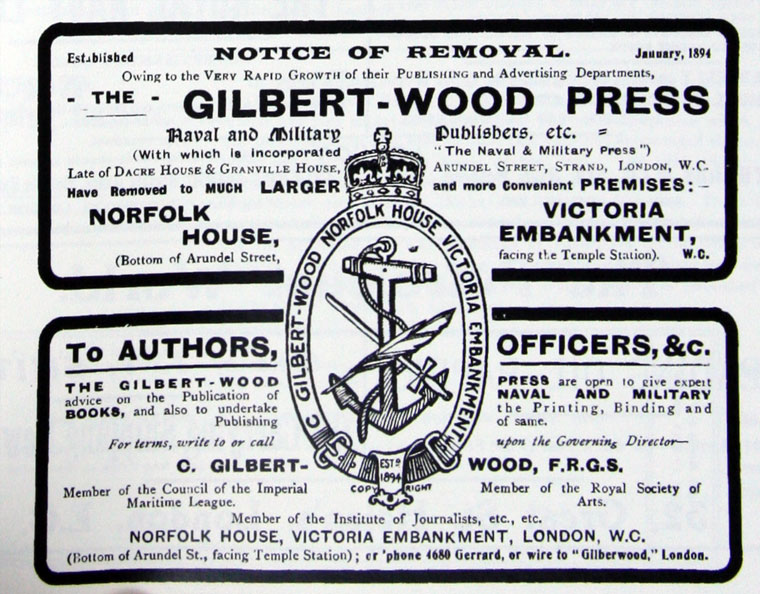 Established NOTICE OF REMOVAL. January, 1894
Owing to the VERY RAPID GROWTH of their PUBLISHING and Advertising Departments,
- THE - GILBERT-WOOD PRESS
Naval and Military Publishers, etc. =
(With which is incorporated "The Naval & Military Press")
Late of DACRE HOUSE & GRANVILLE HOUSE, ARUNDEL STREET, STRAND, LONDON, W.C.
Have Removed to MUCH LARGER and more Convenient PREMISES: -
NORFOLK HOUSE, VICTORIA EMBANKMENT,
(Bottom of Arundel Street, facing the Temple Station). W.C.
C GILBERT-WOOD NORFOLK HOUSE VICTORIA EMBANKMENT
ESTD
1894
COPYRIGHT
To AUTHORS, OFFICERS, &c.
THE GILBERT-WOOD PRESS are open to give expert
advice on the Publication of NAVAL AND MILITARY
BOOKS, and also to undertake the Printing, Binding and
Publishing of same.
For terms, write to or call upon the Governing Director—
C. GILBERT-WOOD, F.R.G.S.
Member of the Council of the Imperial Maritime League.
Member of the Royal Society of Arts.
Member of the Institute of Journalists, etc., etc.
NORFOLK HOUSE, VICTORIA EMBANKMENT, LONDON, W.C.
(Bottom of Arundel St., facing Temple Station); or 'phone 4680 Gerrard, or wire to "Gilberwood," London.